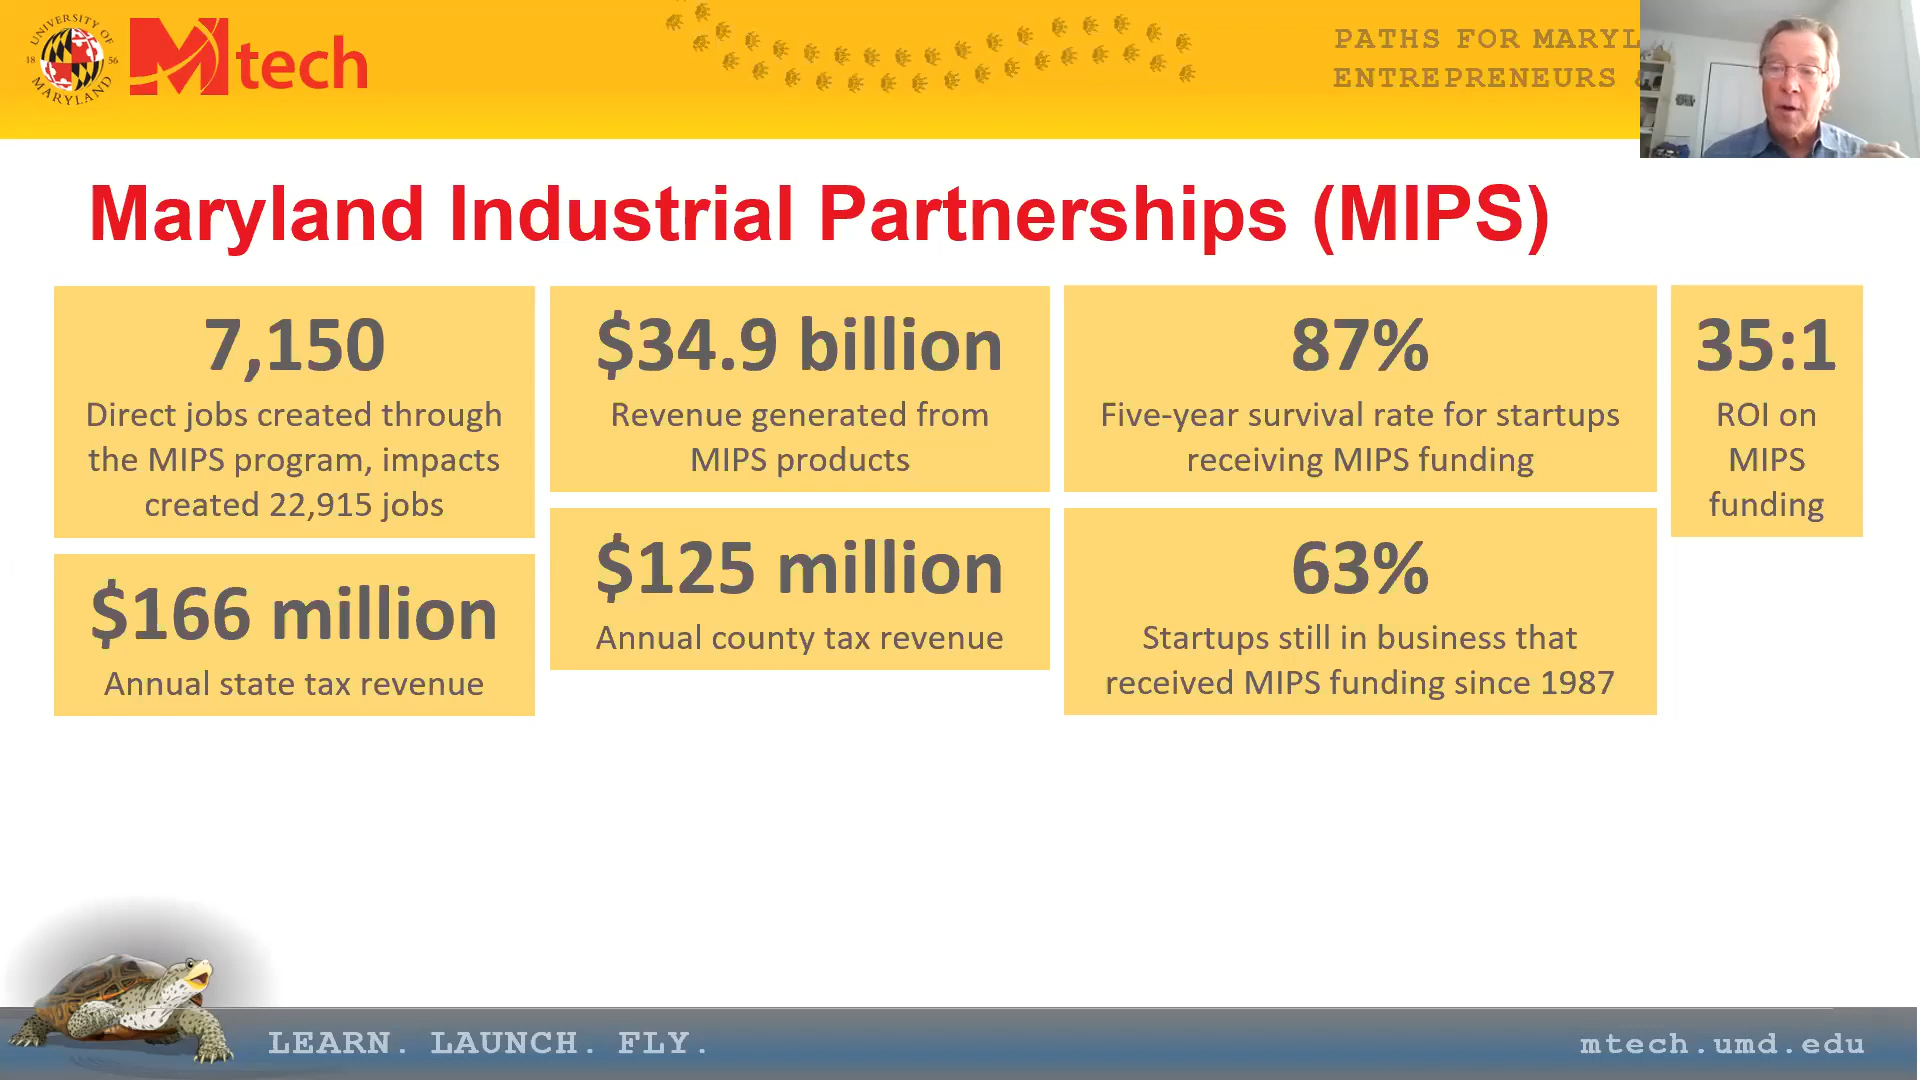 UNIVERSITY OF
18 56
MARYLAND
Mtech
PATHS FOR MARYL
ENTREPRENEURS
Maryland Industrial Partnerships (MIPS)
7,150
Direct jobs created through
the MIPS program, impacts
created 22,915 jobs
$166 million
Annual state tax revenue
$34.9 billion
Revenue generated from
MIPS products
$125 million
Annual county tax revenue
87%
Five-year survival rate for startups
receiving MIPS funding
63%
Startups still in business that
received MIPS funding since 1987
35:1
ROI on
MIPS
funding
LEARN. LAUNCH. FLY.
mtech.umd.edu